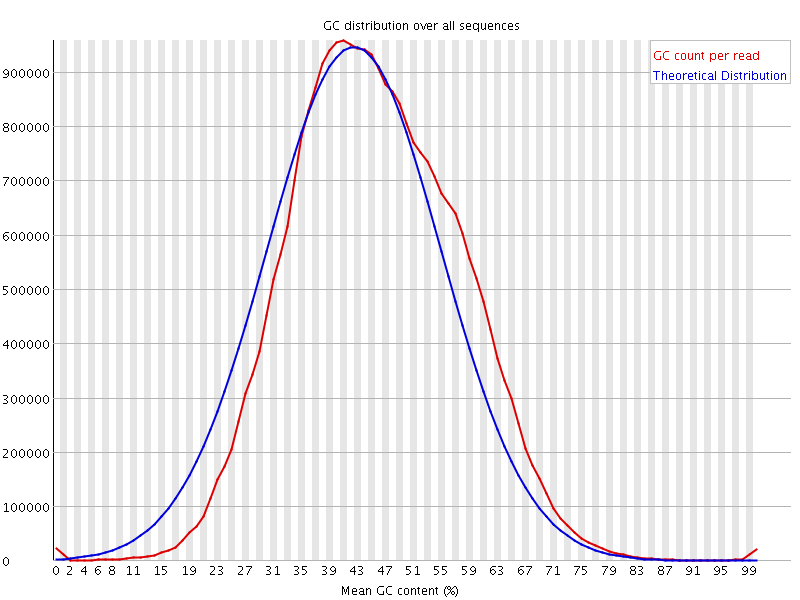 GC distribution over all sequences
GC count per read
Theoretical Distribution
900000
800000
700000
600000
500000
400000
300000
200000
100000
0
0 2 4 6 8 11 15 19 23 27 31 35 39 43 47 51 55 59 63 67 71 75 79 83 87 91 95 99
Mean GC content (%)